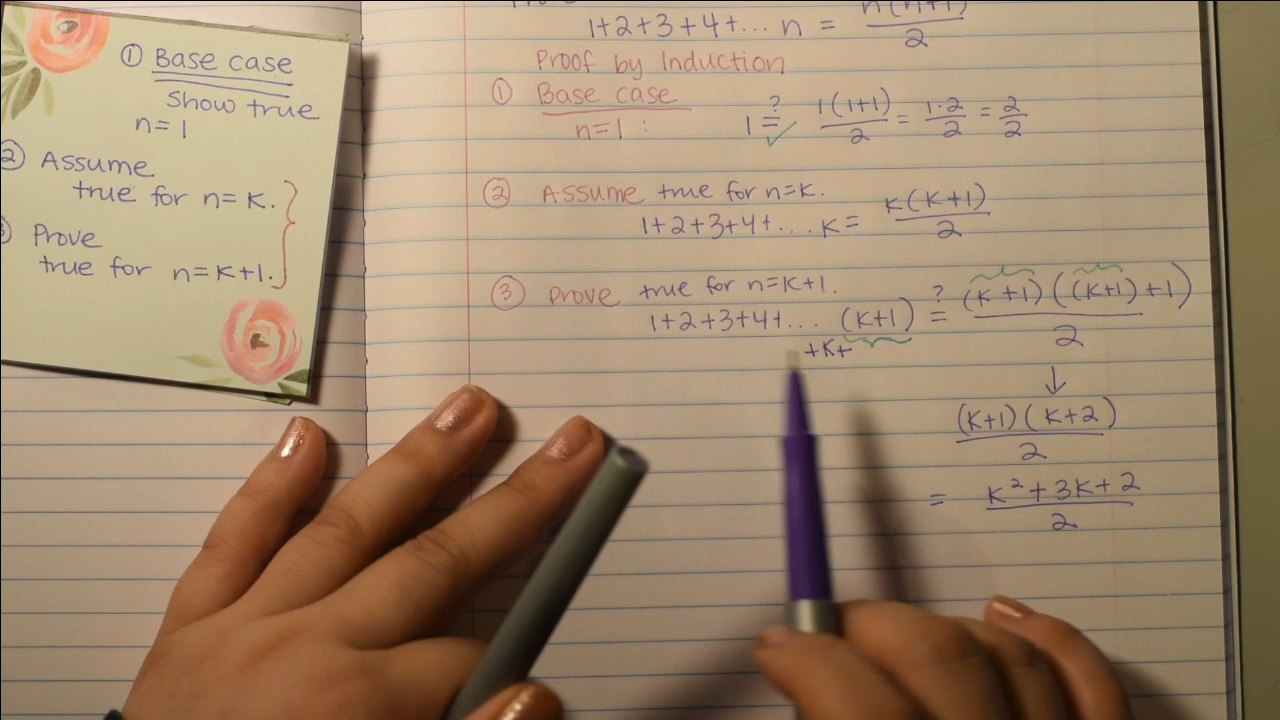 ① Base case
show true
n=1
② Assume.
true for n=K.
Prove
true for n=K+1.
1+2+3+4+... n = n(n+1)/2
Proof by Induction
① Base case
n=1 :
1 ?= ✓ 1(1+1)/2 = 1·2/2 = 2/2
② Assume true for n=K.
1+2+3+4+... K = K(K+1)/2
③ Prove true for n=K+1.
1+2+3+4+... (K+1) ?= (K+1)((K+1)+1)/2
+K+
↓
(K+1)(K+2)/2
= K²+3K+2/2